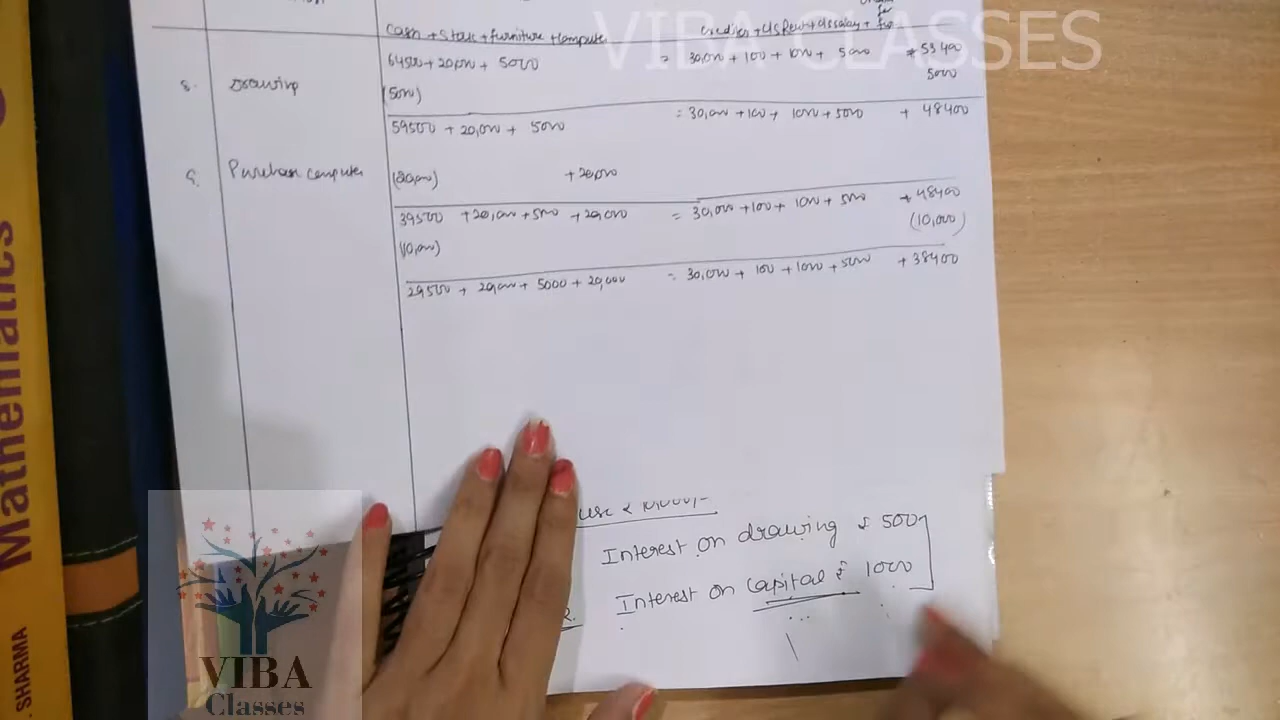 VIBA CLASSES
Cash + Stock + furniture + computer
64500 + 20,000 + 5000 = 30,000 + 100 + 1000 + 5000 + 53400
8. Drawing (5000) 5000
59500 + 20,000 + 5000 = 30,000 + 100 + 1000 + 5000 + 48400
9. Purchase computer (20,000) + 20000
39500 + 20,000 + 5000 + 20,000 = 30,000 + 100 + 1000 + 5000 + 48400
(10,000) (10,000)
29500 + 20,000 + 5000 + 20,000 = 30,000 + 100 + 1000 + 5000 + 38400
use ₹ 10,000/-
Interest on drawing ₹ 500
Interest on capital ₹ 1000
Mathematics
SHARMA
VIBA
Classes